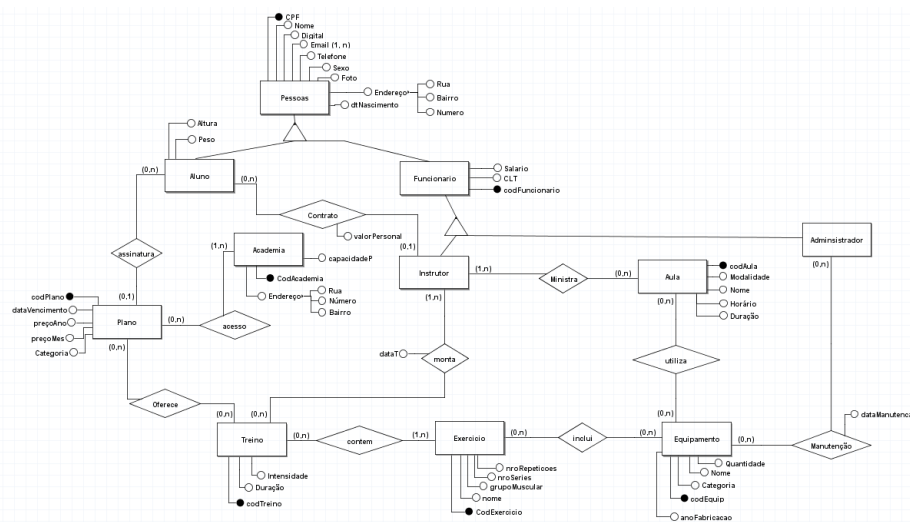 CPF
Nome
Digital
Email (1, n)
Telefone
Sexo
Foto
Pessoas
Endereço
Rua
Bairro
Numero
dtNascimento
Altura
Peso
(0,n)
Aluno
(0,n)
Funcionario
Salario
CLT
codFuncionario
Contrato
valorPersonal
(0,1)
assinatura
(1,n)
Academia
capacidadeP
CodAcademia
Endereço
Rua
Número
Bairro
Adminsistrador
(0,n)
Instrutor
(1,n)
(1,n)
Ministra
(0,n)
Aula
(0,n)
codAula
Modalidade
Nome
Horário
Duração
(0,1)
codPlano
dataVencimento
preçoAno
preçoMes
Categoria
Plano
(0,n)
(0,n)
acesso
dataT
monta
utiliza
Oferece
(0,n)
(0,n)
Treino
(0,n)
contem
(1,n)
Exercicio
(0,n)
inclui
(0,n)
(0,n)
Equipamento
(0,n)
Manutenção
dataManutenca
Intensidade
Duração
codTreino
nroRepeticoes
nroSeries
grupoMuscular
nome
CodExercicio
Quantidade
Nome
Categoria
codEquip
anoFabricacao